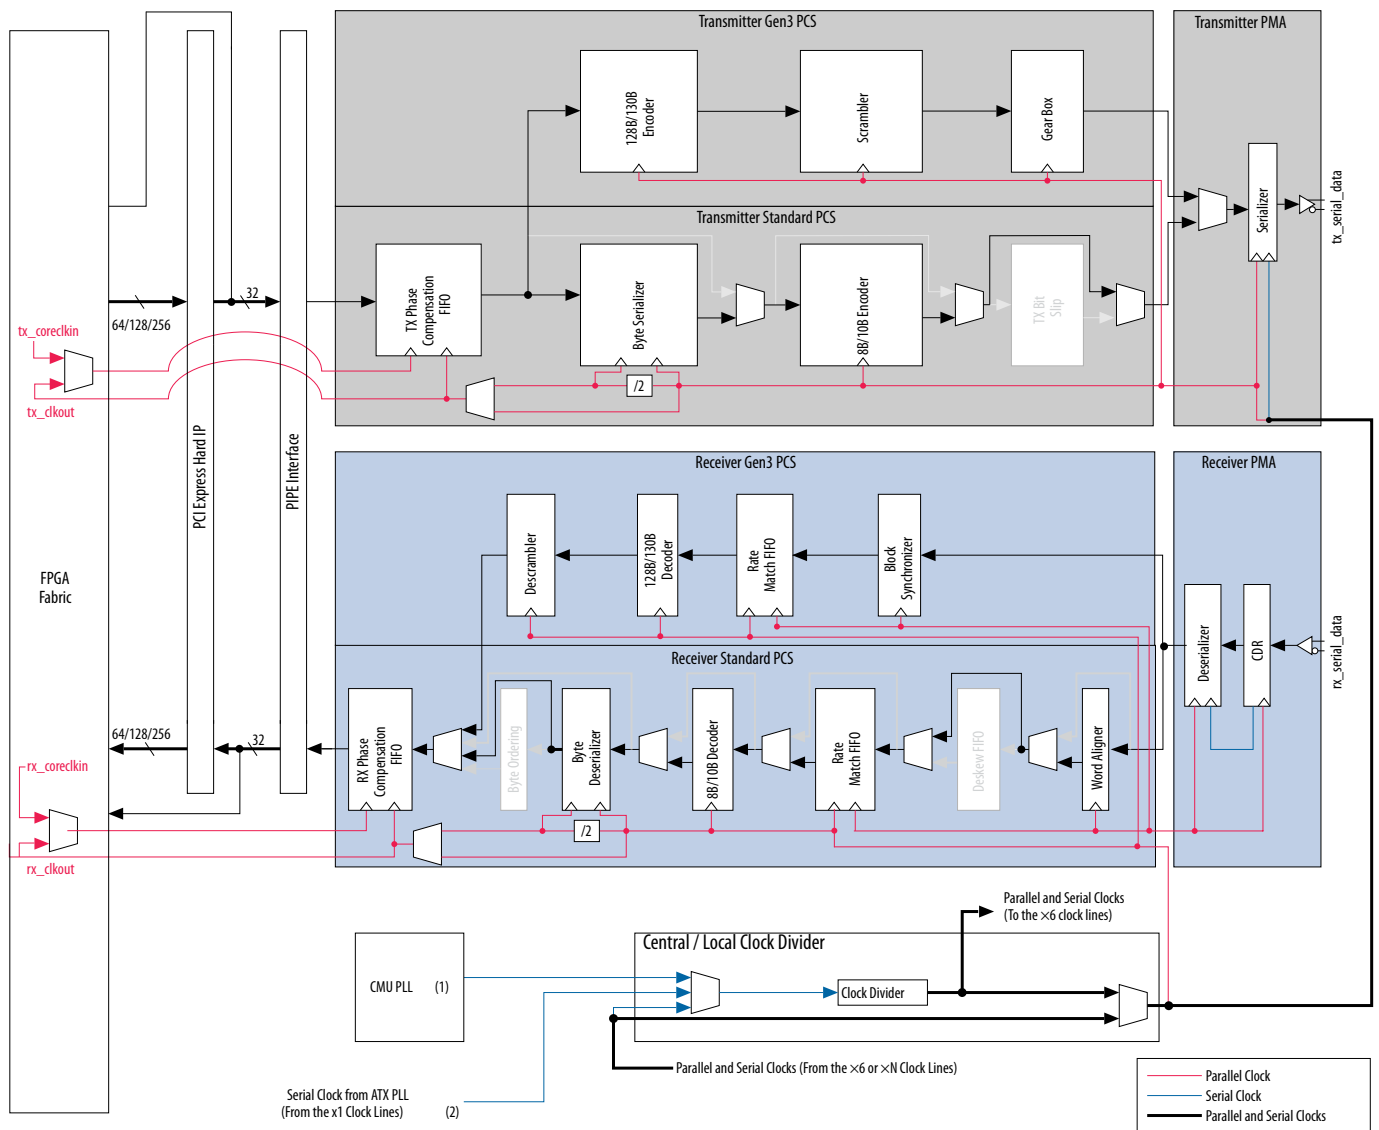 Transmitter Gen3 PCS
Transmitter PMA
128B/130B
Encoder
Scrambler
Gear Box
Serializer
tx_serial_data
Transmitter Standard PCS
TX Phase
Compensation
FIFO
Byte Serializer
8B/10B Encoder
TX Bit
Slip
/2
32
64/128/256
tx_coreclkin
tx_clkout
PCI Express Hard IP
PIPE Interface
FPGA
Fabric
Receiver Gen3 PCS
Receiver PMA
Descrambler
128B/130B
Decoder
Rate
Match FIFO
Block
Synchronizer
Deserializer
CDR
rx_serial_data
Receiver Standard PCS
RX Phase
Compensation
FIFO
Byte Ordering
Byte
Deserializer
8B/10B Decoder
Rate
Match FIFO
Deskew FIFO
Word Aligner
/2
64/128/256
32
rx_coreclkin
rx_clkout
Parallel and Serial Clocks
(To the ×6 clock lines)
Central / Local Clock Divider
CMU PLL (1)
Clock Divider
Parallel and Serial Clocks (From the ×6 or ×N Clock Lines)
Serial Clock from ATX PLL
(From the x1 Clock Lines) (2)
Parallel Clock
Serial Clock
Parallel and Serial Clocks